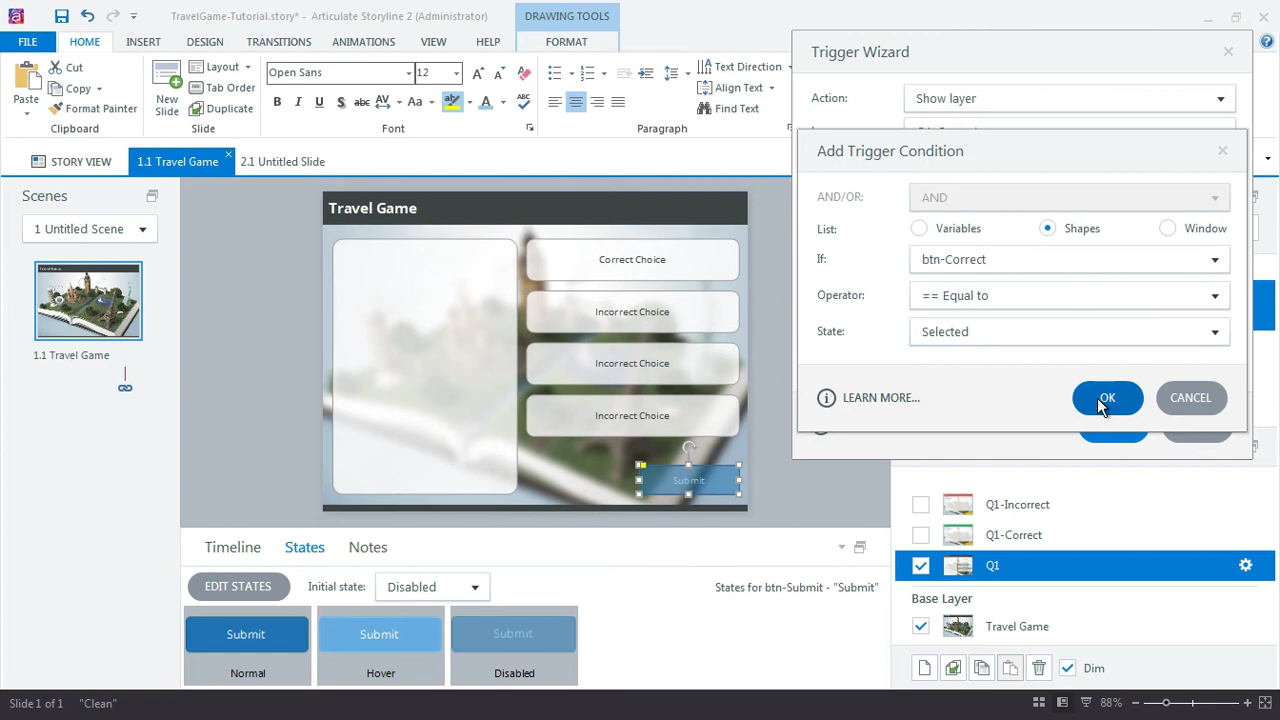 TravelGame-Tutorial.story* - Articulate Storyline 2 (Administrator)
DRAWING TOOLS
FILE
HOME
INSERT
DESIGN
TRANSITIONS
ANIMATIONS
VIEW
HELP
FORMAT
Paste
Cut
Copy
Format Painter
Clipboard
New
Slide
Layout
Tab Order
Duplicate
Slide
Open Sans
12
B I U S abc AV Aa A ABC
Font
Text Direction
Align Text
Find Text
Paragraph
STORY VIEW
1.1 Travel Game
2.1 Untitled Slide
Scenes
1 Untitled Scene
1.1 Travel Game
Travel Game
Correct Choice
Incorrect Choice
Incorrect Choice
Incorrect Choice
Submit
Trigger Wizard
Action:
Show layer
Add Trigger Condition
AND/OR:
AND
List:
Variables
Shapes
Window
If:
btn-Correct
Operator:
== Equal to
State:
Selected
LEARN MORE...
OK
CANCEL
Timeline
States
Notes
EDIT STATES
Initial state:
Disabled
States for btn-Submit - "Submit"
Submit
Normal
Submit
Hover
Submit
Disabled
Q1-Incorrect
Q1-Correct
Q1
Base Layer
Travel Game
Dim
Slide 1 of 1
"Clean"
88%